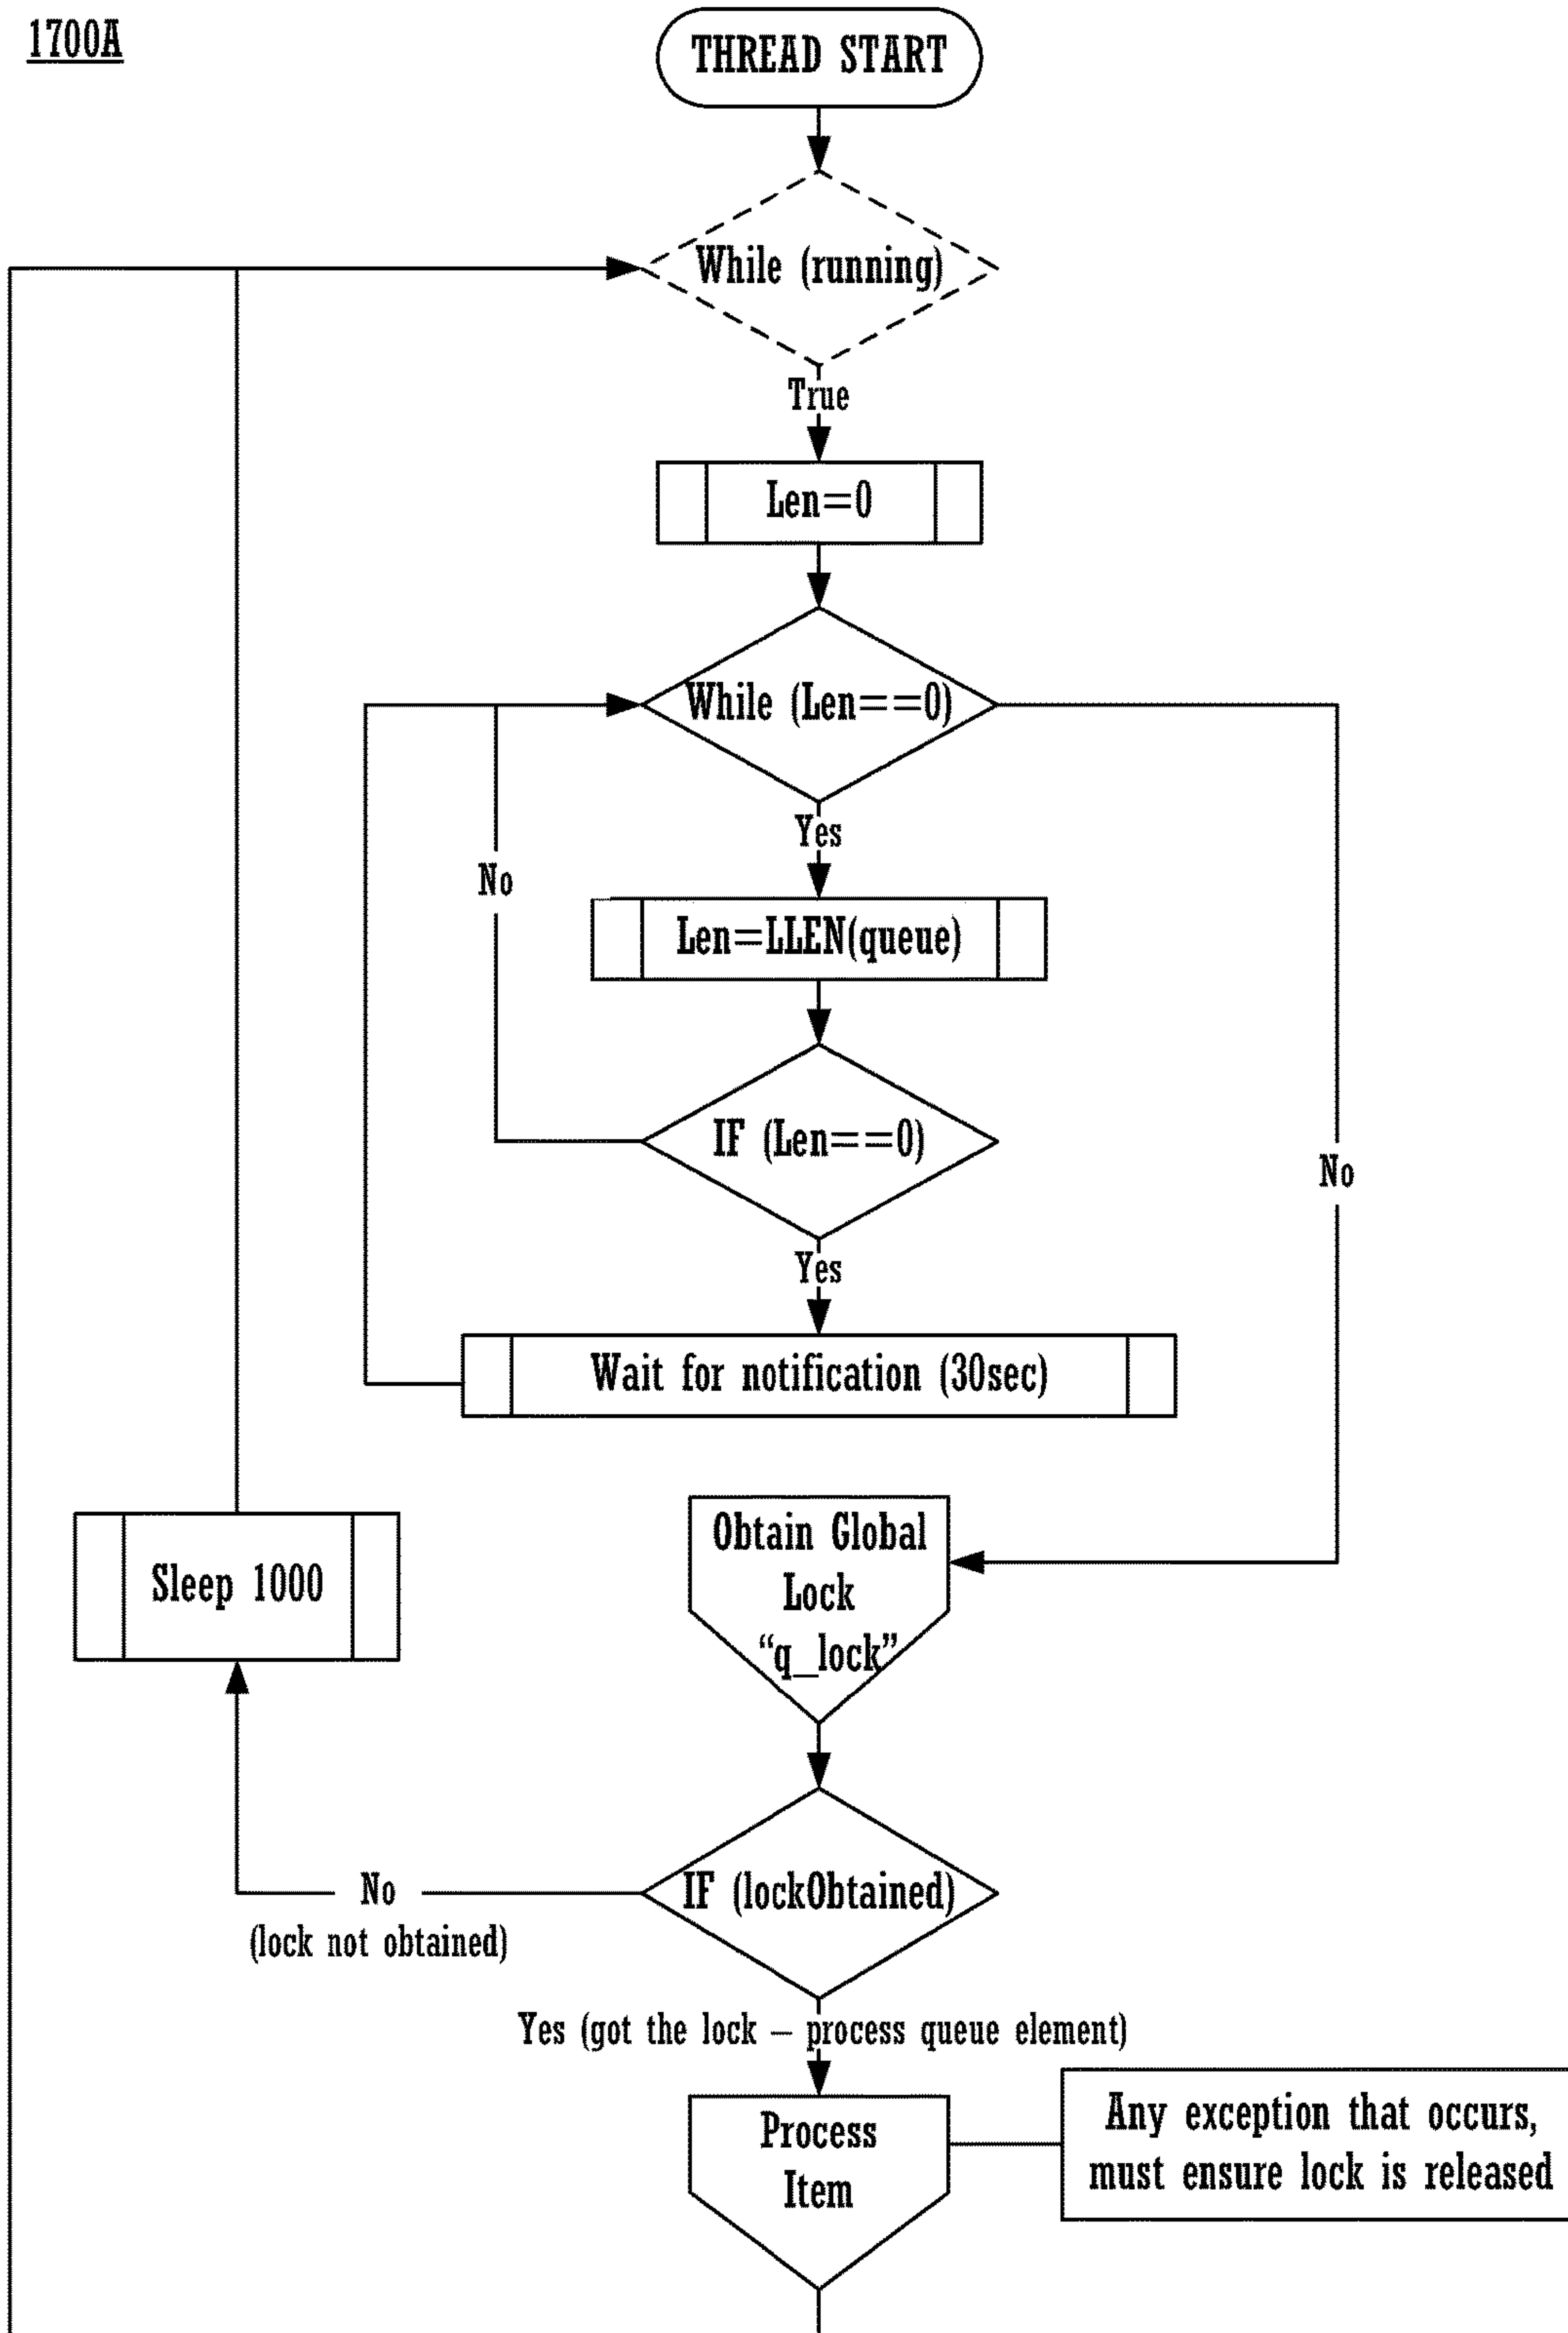 1700A
THREAD START
While (running)
True
Len=0
While (Len==0)
Yes
No
Len=LLEN(queue)
IF (Len==0)
No
Yes
Wait for notification (30sec)
Obtain Global
Lock
“q_lock”
Sleep 1000
IF (lockObtained)
No
(lock not obtained)
Yes (got the lock – process queue element)
Process
Item
Any exception that occurs,
must ensure lock is released